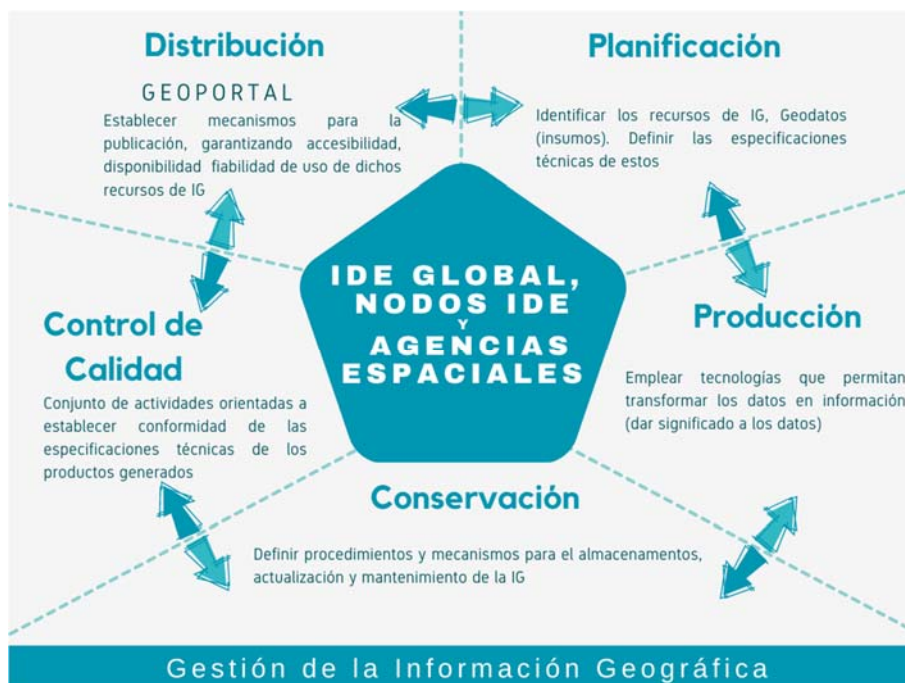 Distribución
GEOPORTAL
Establecer mecanismos para la
publicación, garantizando accesibilidad,
disponibilidad fiabilidad de uso de dichos
recursos de IG
Planificación
Identificar los recursos de IG, Geodatos
(insumos). Definir las especificaciones
técnicas de estos
IDE GLOBAL,
NODOS IDE
Y
AGENCIAS
ESPACIALES
Control de
Calidad
Conjunto de actividades orientadas a
establecer conformidad de las
especificaciones técnicas de los
productos generados
Producción
Emplear tecnologías que permitan
transformar los datos en información
(dar significado a los datos)
Conservación
Definir procedimientos y mecanismos para el almacenamentos,
actualización y mantenimiento de la IG
Gestión de la Información Geográfica